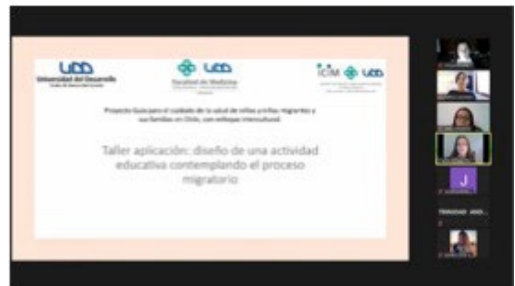 UDD
Universidad del Desarrollo
UDD
Facultad de Medicina
ICIM UDD
Proyecto Guía para el cuidado de la salud de niños y niñas migrantes y
sus familias en Chile, con enfoque intercultural.
Taller aplicación: diseño de una actividad
educativa contemplando el proceso
migratorio
J
TRINIDAD